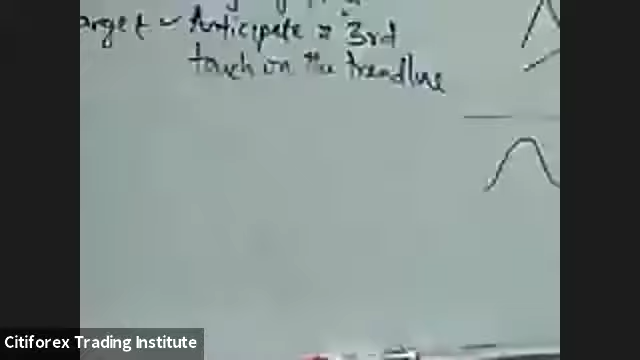 arget ~ Anticipate a 3rd
touch on the trendline
Citiforex Trading Institute